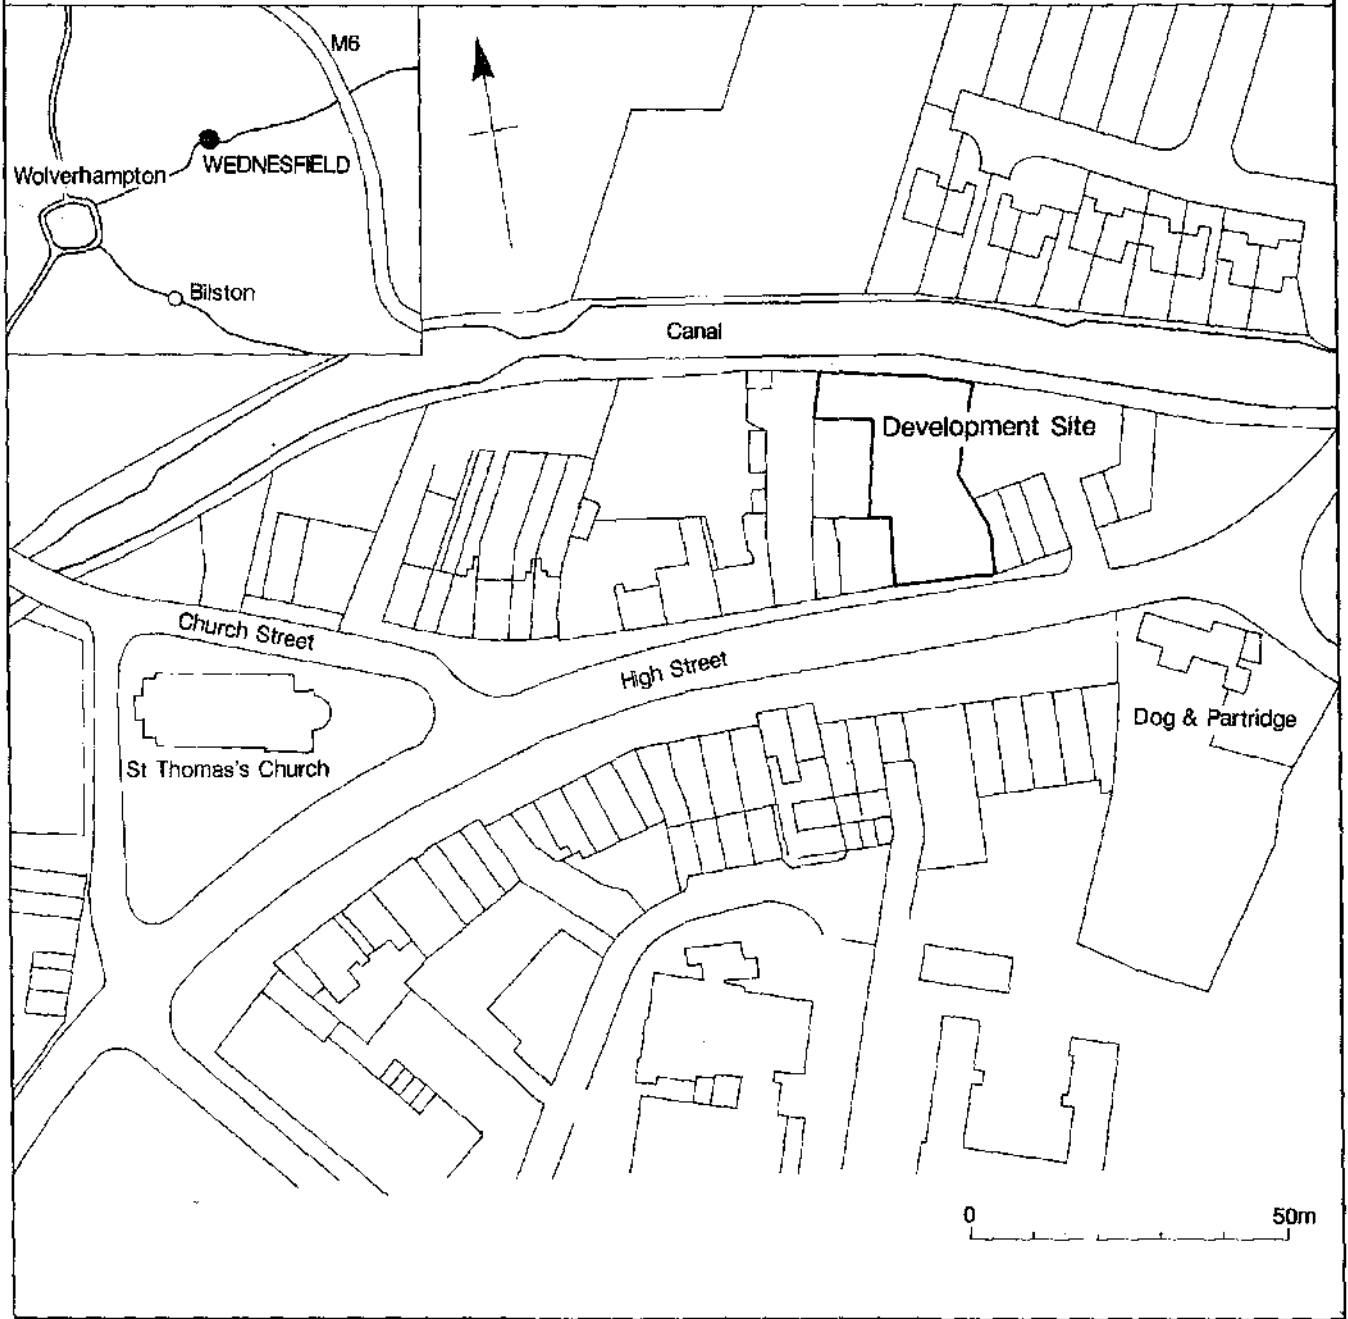 M6
WEDNESFIELD
Wolverhampton
Bilston
Canal
Development Site
Church Street
High Street
Dog & Partridge
St Thomas's Church
0 50m